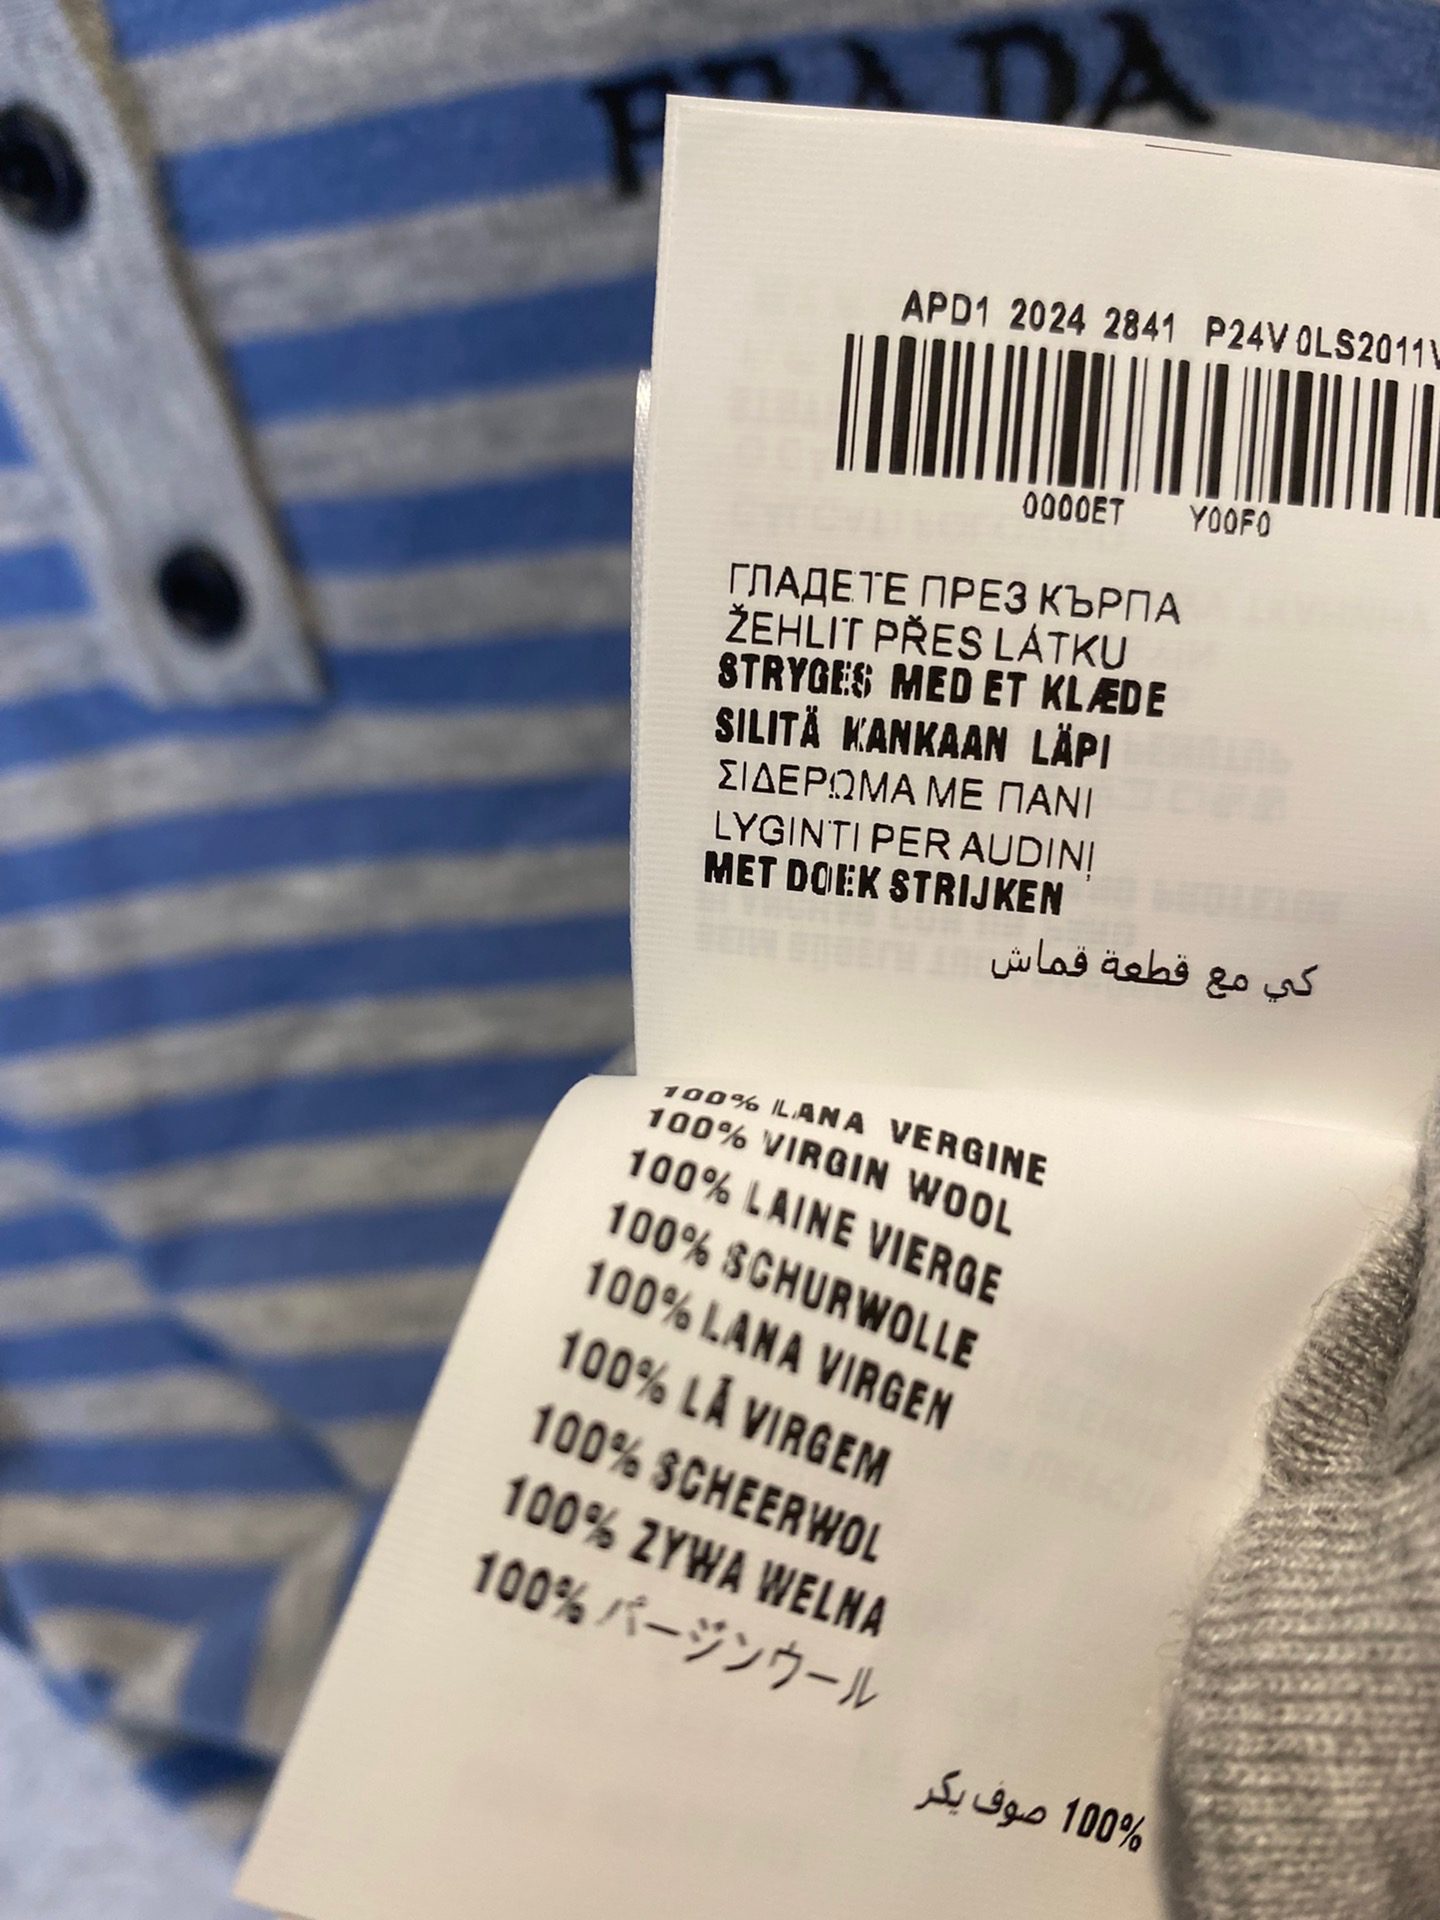 PRADA
APD1 2024 2841 P24V 0LS2011V
0000ET Y00F0
ГЛАДЕТЕ ПРЕЗ КЪРПА
ŽEHLIT PŘES LÁTKU
STRYGES MED ET KLÆDE
SILITÄ KANKAAN LÄPI
ΣΙΔΕΡΩΜΑ ΜΕ ΠΑΝΙ
LYGINTI PER AUDINĮ
MET DOEK STRIJKEN
كي مع قطعة قماش
100% LANA VERGINE
100% VIRGIN WOOL
100% LAINE VIERGE
100% SCHURWOLLE
100% LANA VIRGEN
100% LÃ VIRGEM
100% SCHEERWOL
100% ZYWA WELNA
100% バージンウール
100% صوف بكر